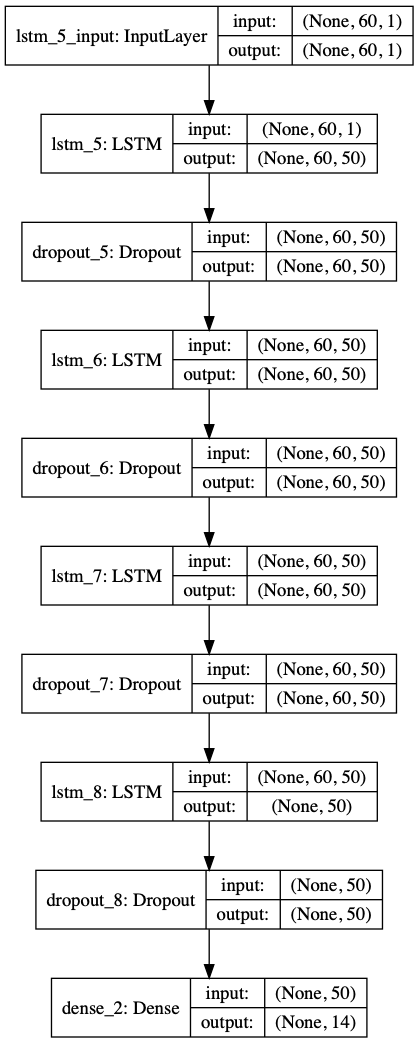 lstm_5_input: InputLayer
input: (None, 60, 1)
output: (None, 60, 1)
lstm_5: LSTM
input: (None, 60, 1)
output: (None, 60, 50)
dropout_5: Dropout
input: (None, 60, 50)
output: (None, 60, 50)
lstm_6: LSTM
input: (None, 60, 50)
output: (None, 60, 50)
dropout_6: Dropout
input: (None, 60, 50)
output: (None, 60, 50)
lstm_7: LSTM
input: (None, 60, 50)
output: (None, 60, 50)
dropout_7: Dropout
input: (None, 60, 50)
output: (None, 60, 50)
lstm_8: LSTM
input: (None, 60, 50)
output: (None, 50)
dropout_8: Dropout
input: (None, 50)
output: (None, 50)
dense_2: Dense
input: (None, 50)
output: (None, 14)